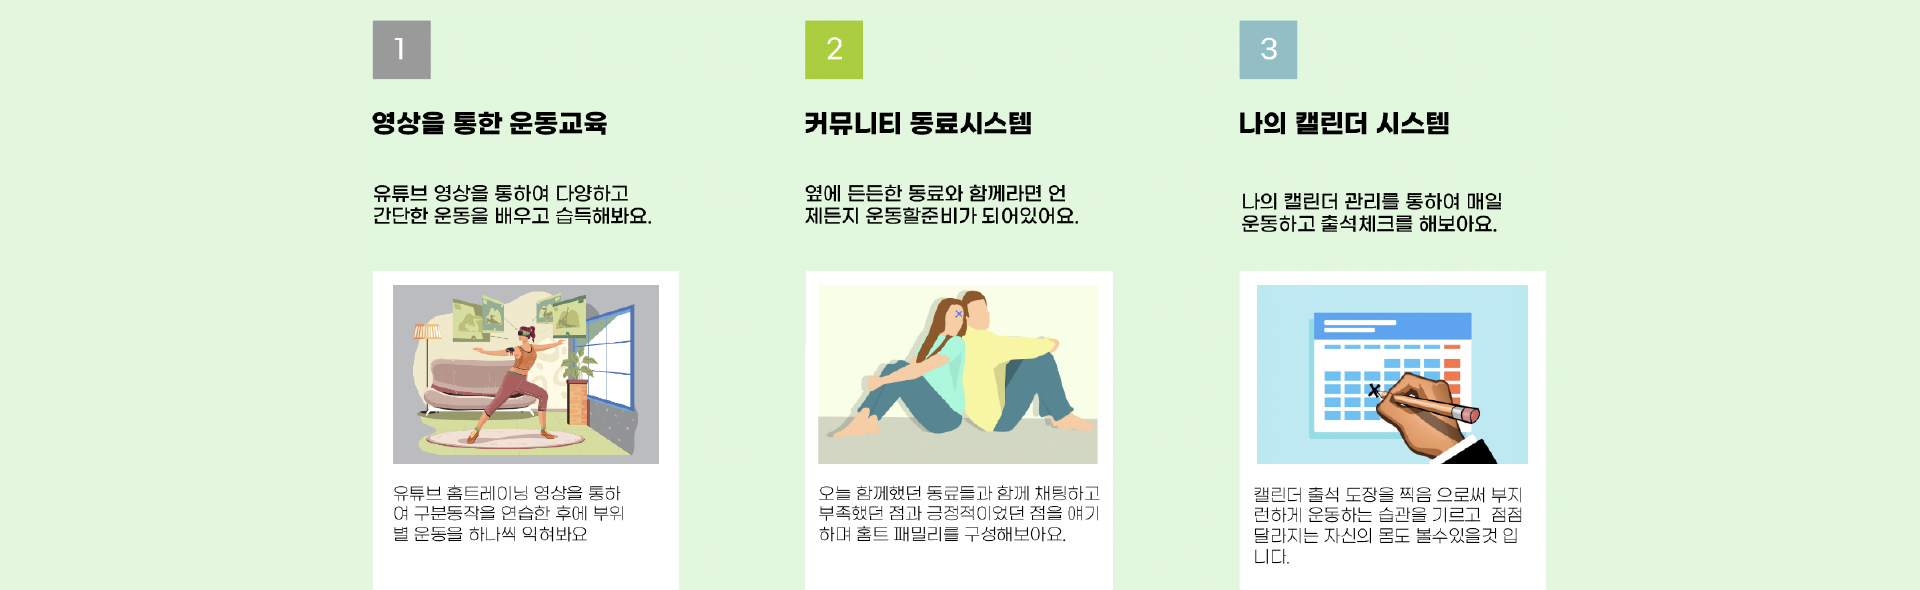 1
영상을 통한 운동교육
유튜브 영상을 통하여 다양하고
간단한 운동을 배우고 습득해봐요.
유튜브 홈트레이닝 영상을 통하
여 구분동작을 연습한 후에 부위
별 운동을 하나씩 익혀봐요
2
커뮤니티 동료시스템
옆에 든든한 동료와 함께라면 언
제든지 운동할준비가 되어있어요.
오늘 함께했던 동료들과 함께 채팅하고
부족했던 점과 긍정적이었던 점을 얘기
하며 홈트 패밀리를 구성해보아요.
3
나의 캘린더 시스템
나의 캘린더 관리를 통하여 매일
운동하고 출석체크를 해보아요.
캘린더 출석 도장을 찍음 으로써 부지
런하게 운동하는 습관을 기르고 점점
달라지는 자신의 몸도 볼수있을것 입
니다.